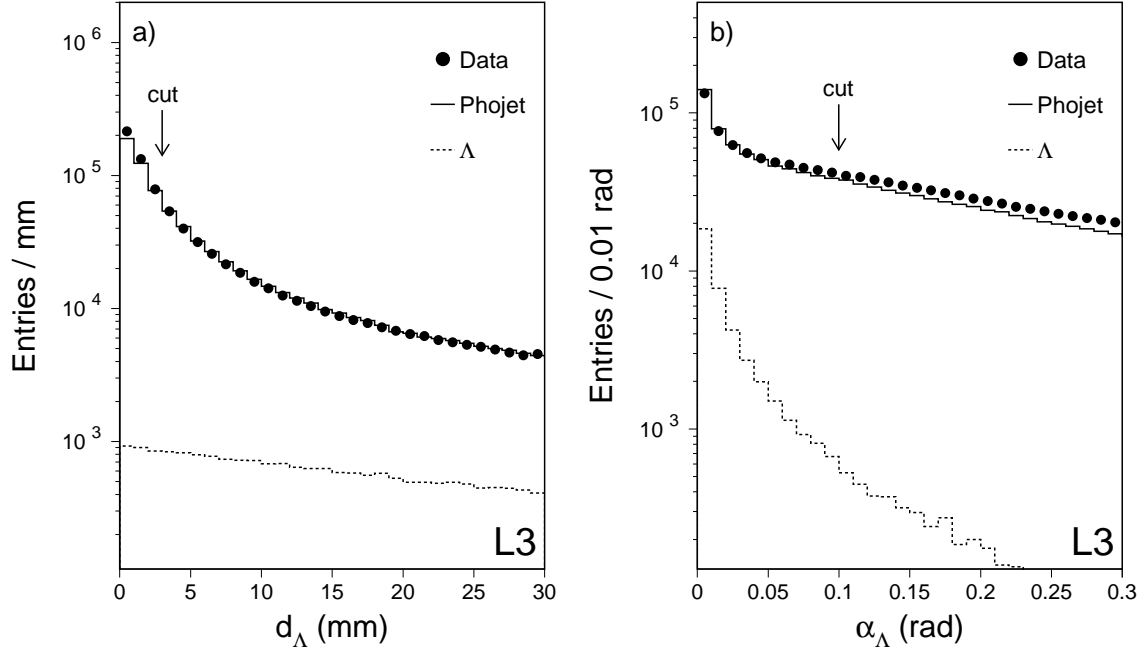 a)
10^6
Data
cut
Phojet
Λ
10^5
Entries / mm
10^4
10^3
L3
0 5 10 15 20 25 30
d_Λ (mm)
b)
Data
cut
Phojet
10^5
Λ
Entries / 0.01 rad
10^4
10^3
L3
0 0.05 0.1 0.15 0.2 0.25 0.3
α_Λ (rad)